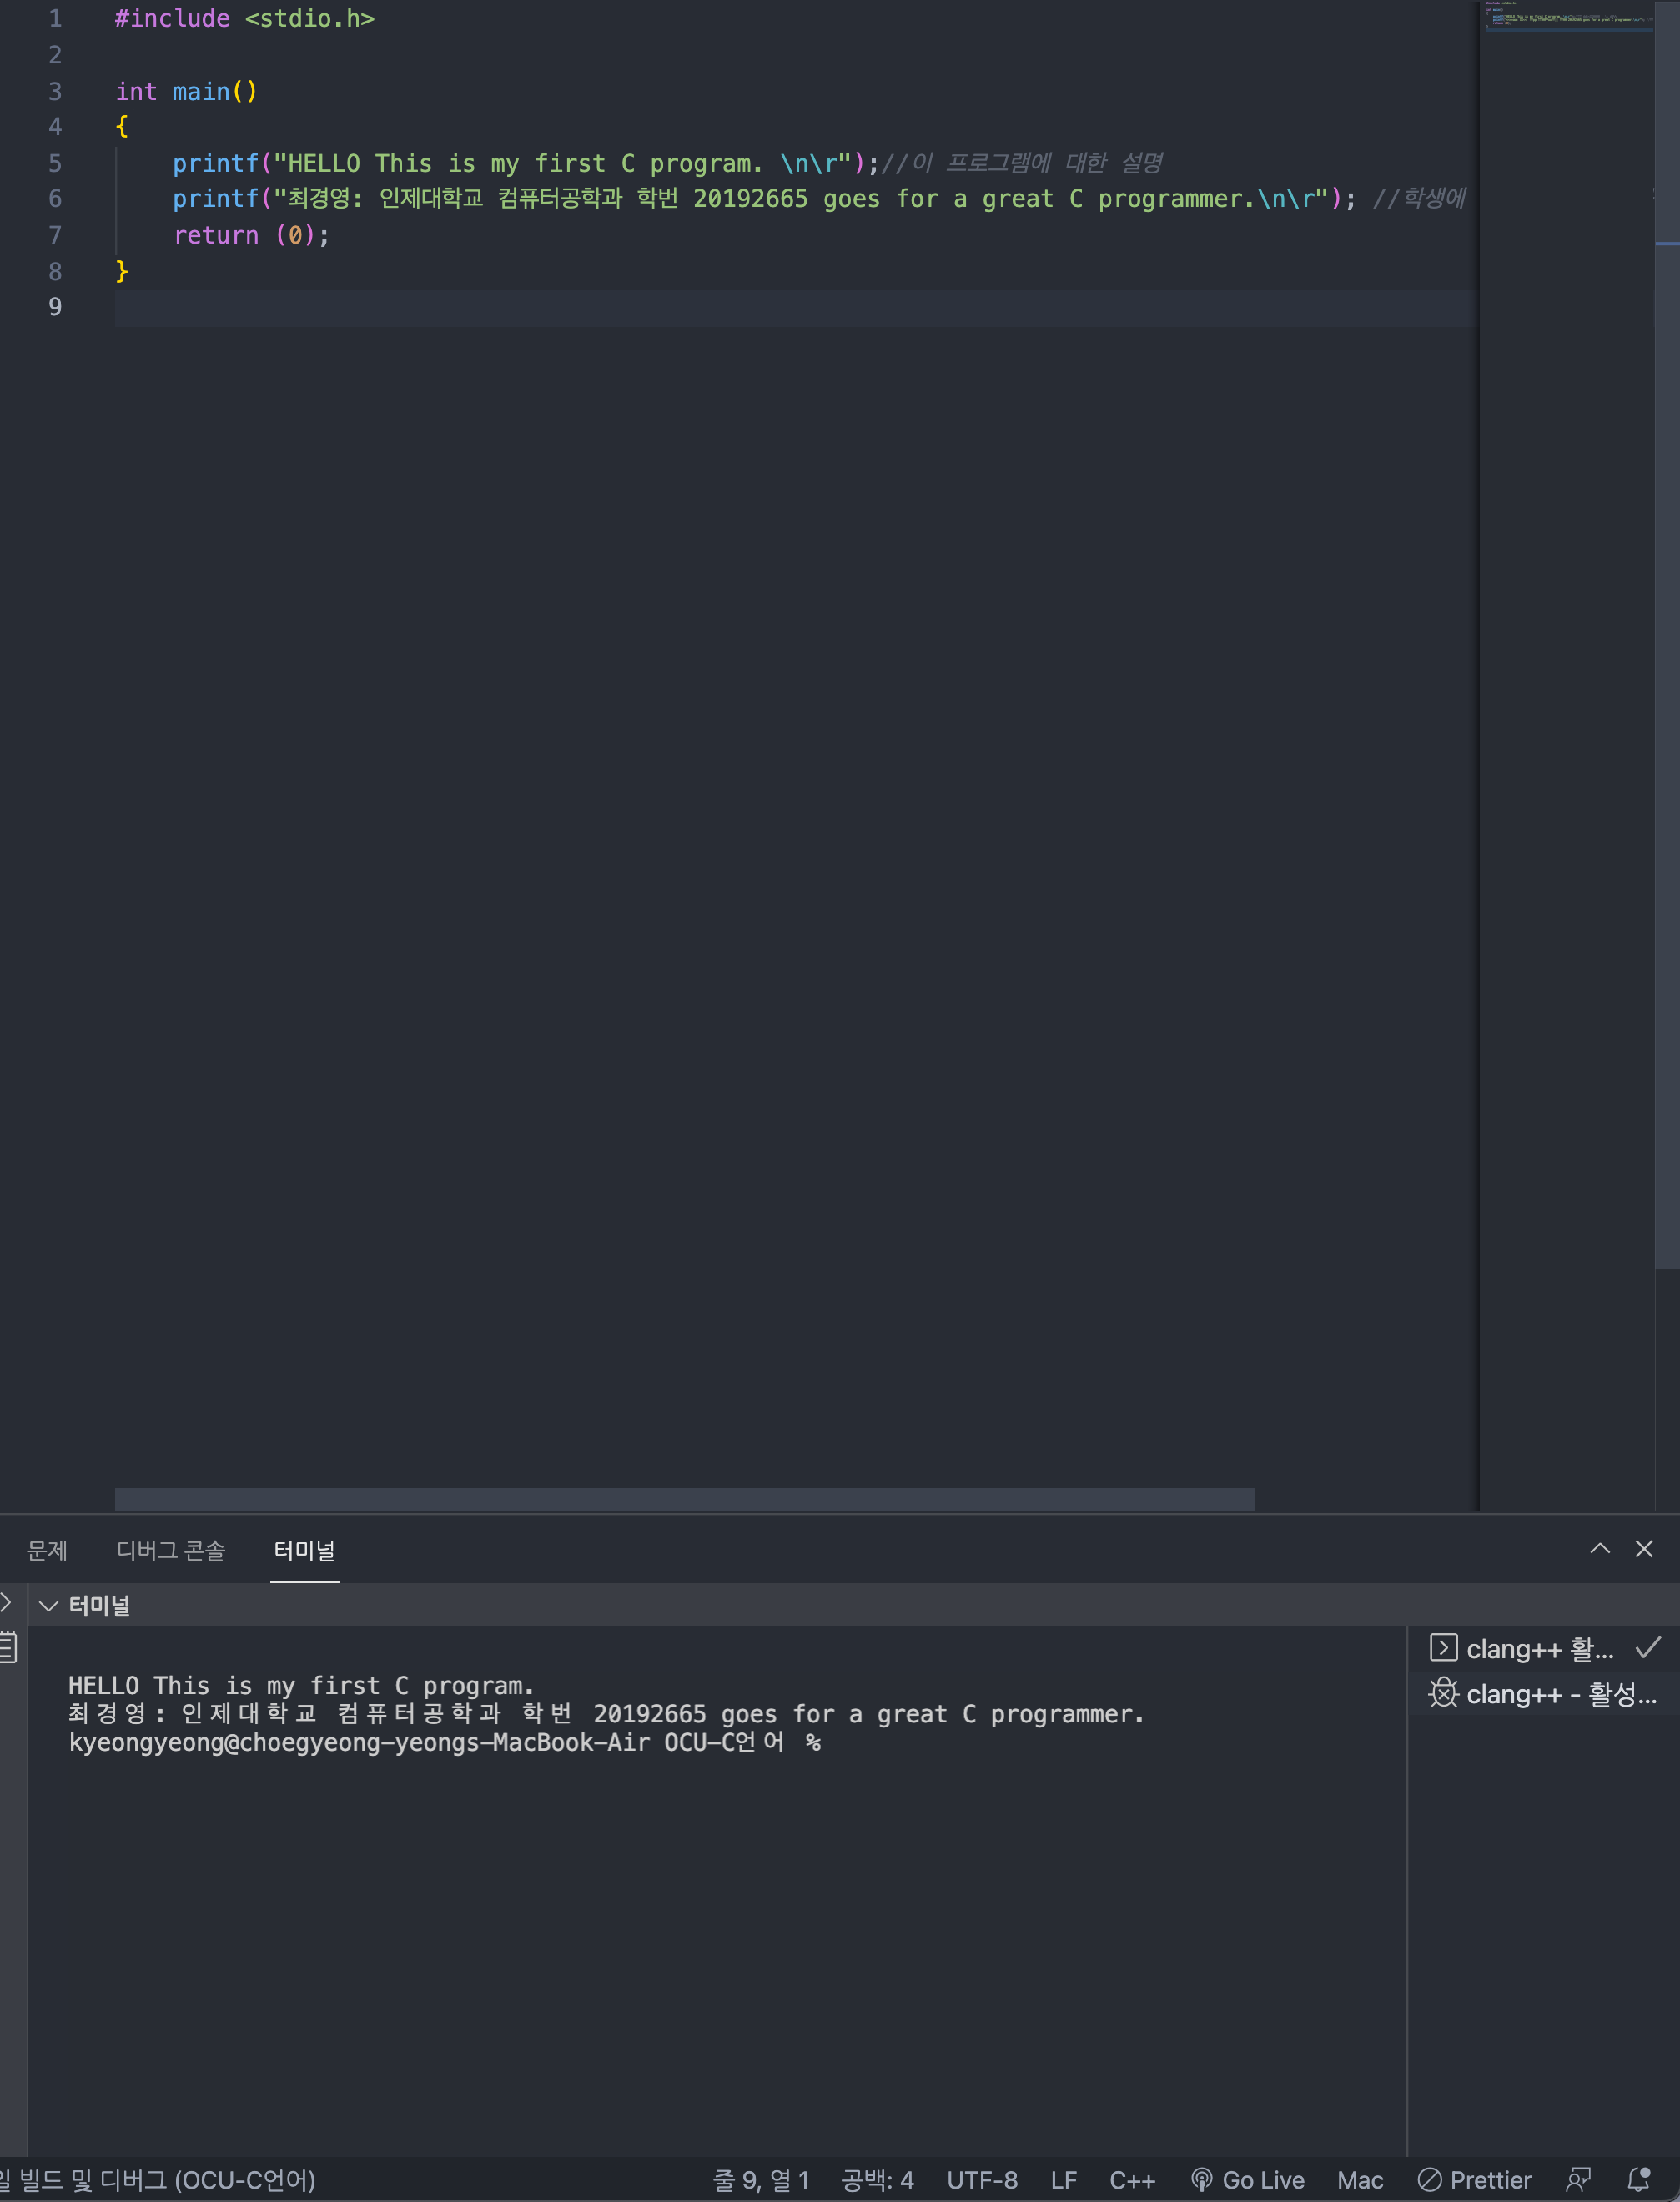 1 #include <stdio.h>
2
3 int main()
4 {
5 printf("HELLO This is my first C program. \n\r");//이 프로그램에 대한 설명
6 printf("최경영: 인제대학교 컴퓨터공학과 학번 20192665 goes for a great C programmer.\n\r"); //학생에
7 return (0);
8 }
9
문제 디버그 콘솔 터미널
터미널
HELLO This is my first C program.
최경영: 인제대학교 컴퓨터공학과 학번 20192665 goes for a great C programmer.
kyeongyeong@choegyeong-yeongs-MacBook-Air OCU-C언어 %
clang++ 활...
clang++ - 활성...
빌드 및 디버그 (OCU-C언어) 줄 9, 열 1 공백: 4 UTF-8 LF C++ Go Live Mac Prettier